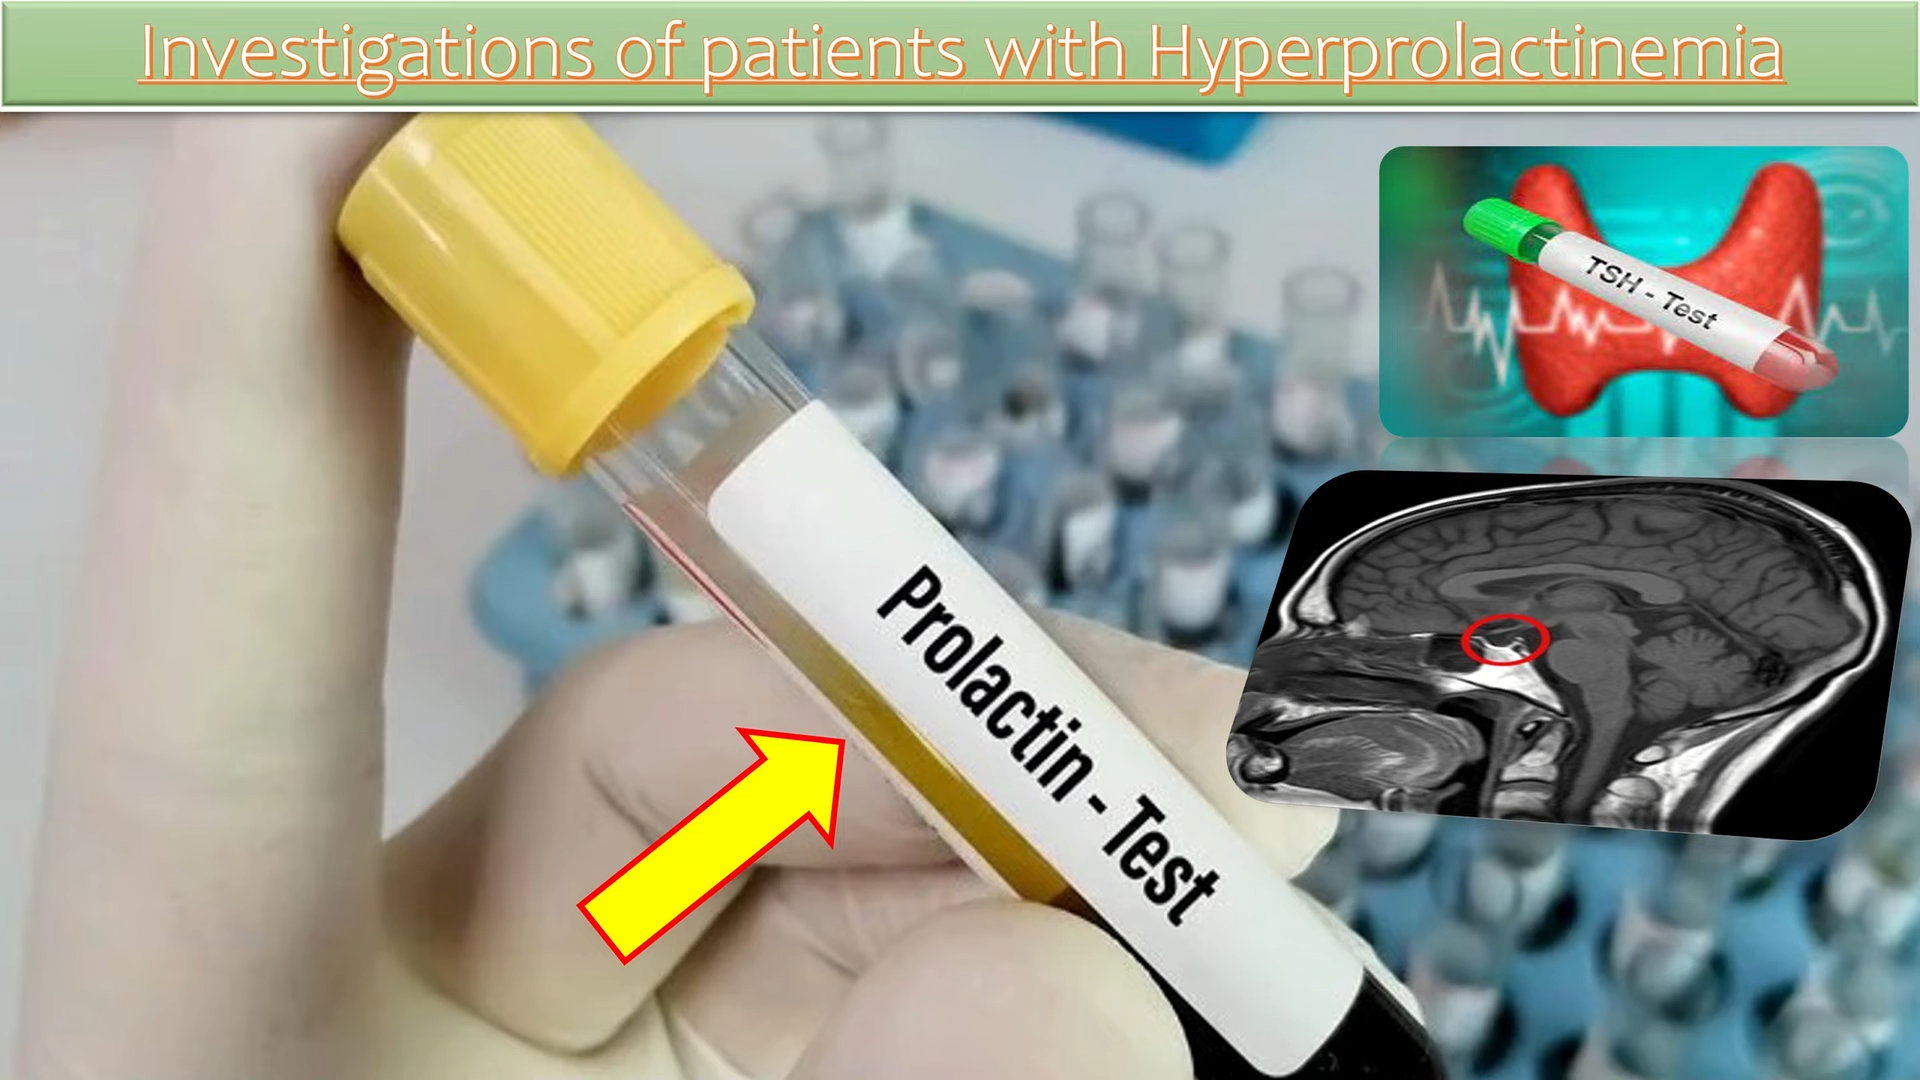 Investigations of patients with Hyperprolactinemia
TSH - Test
Prolactin - Test